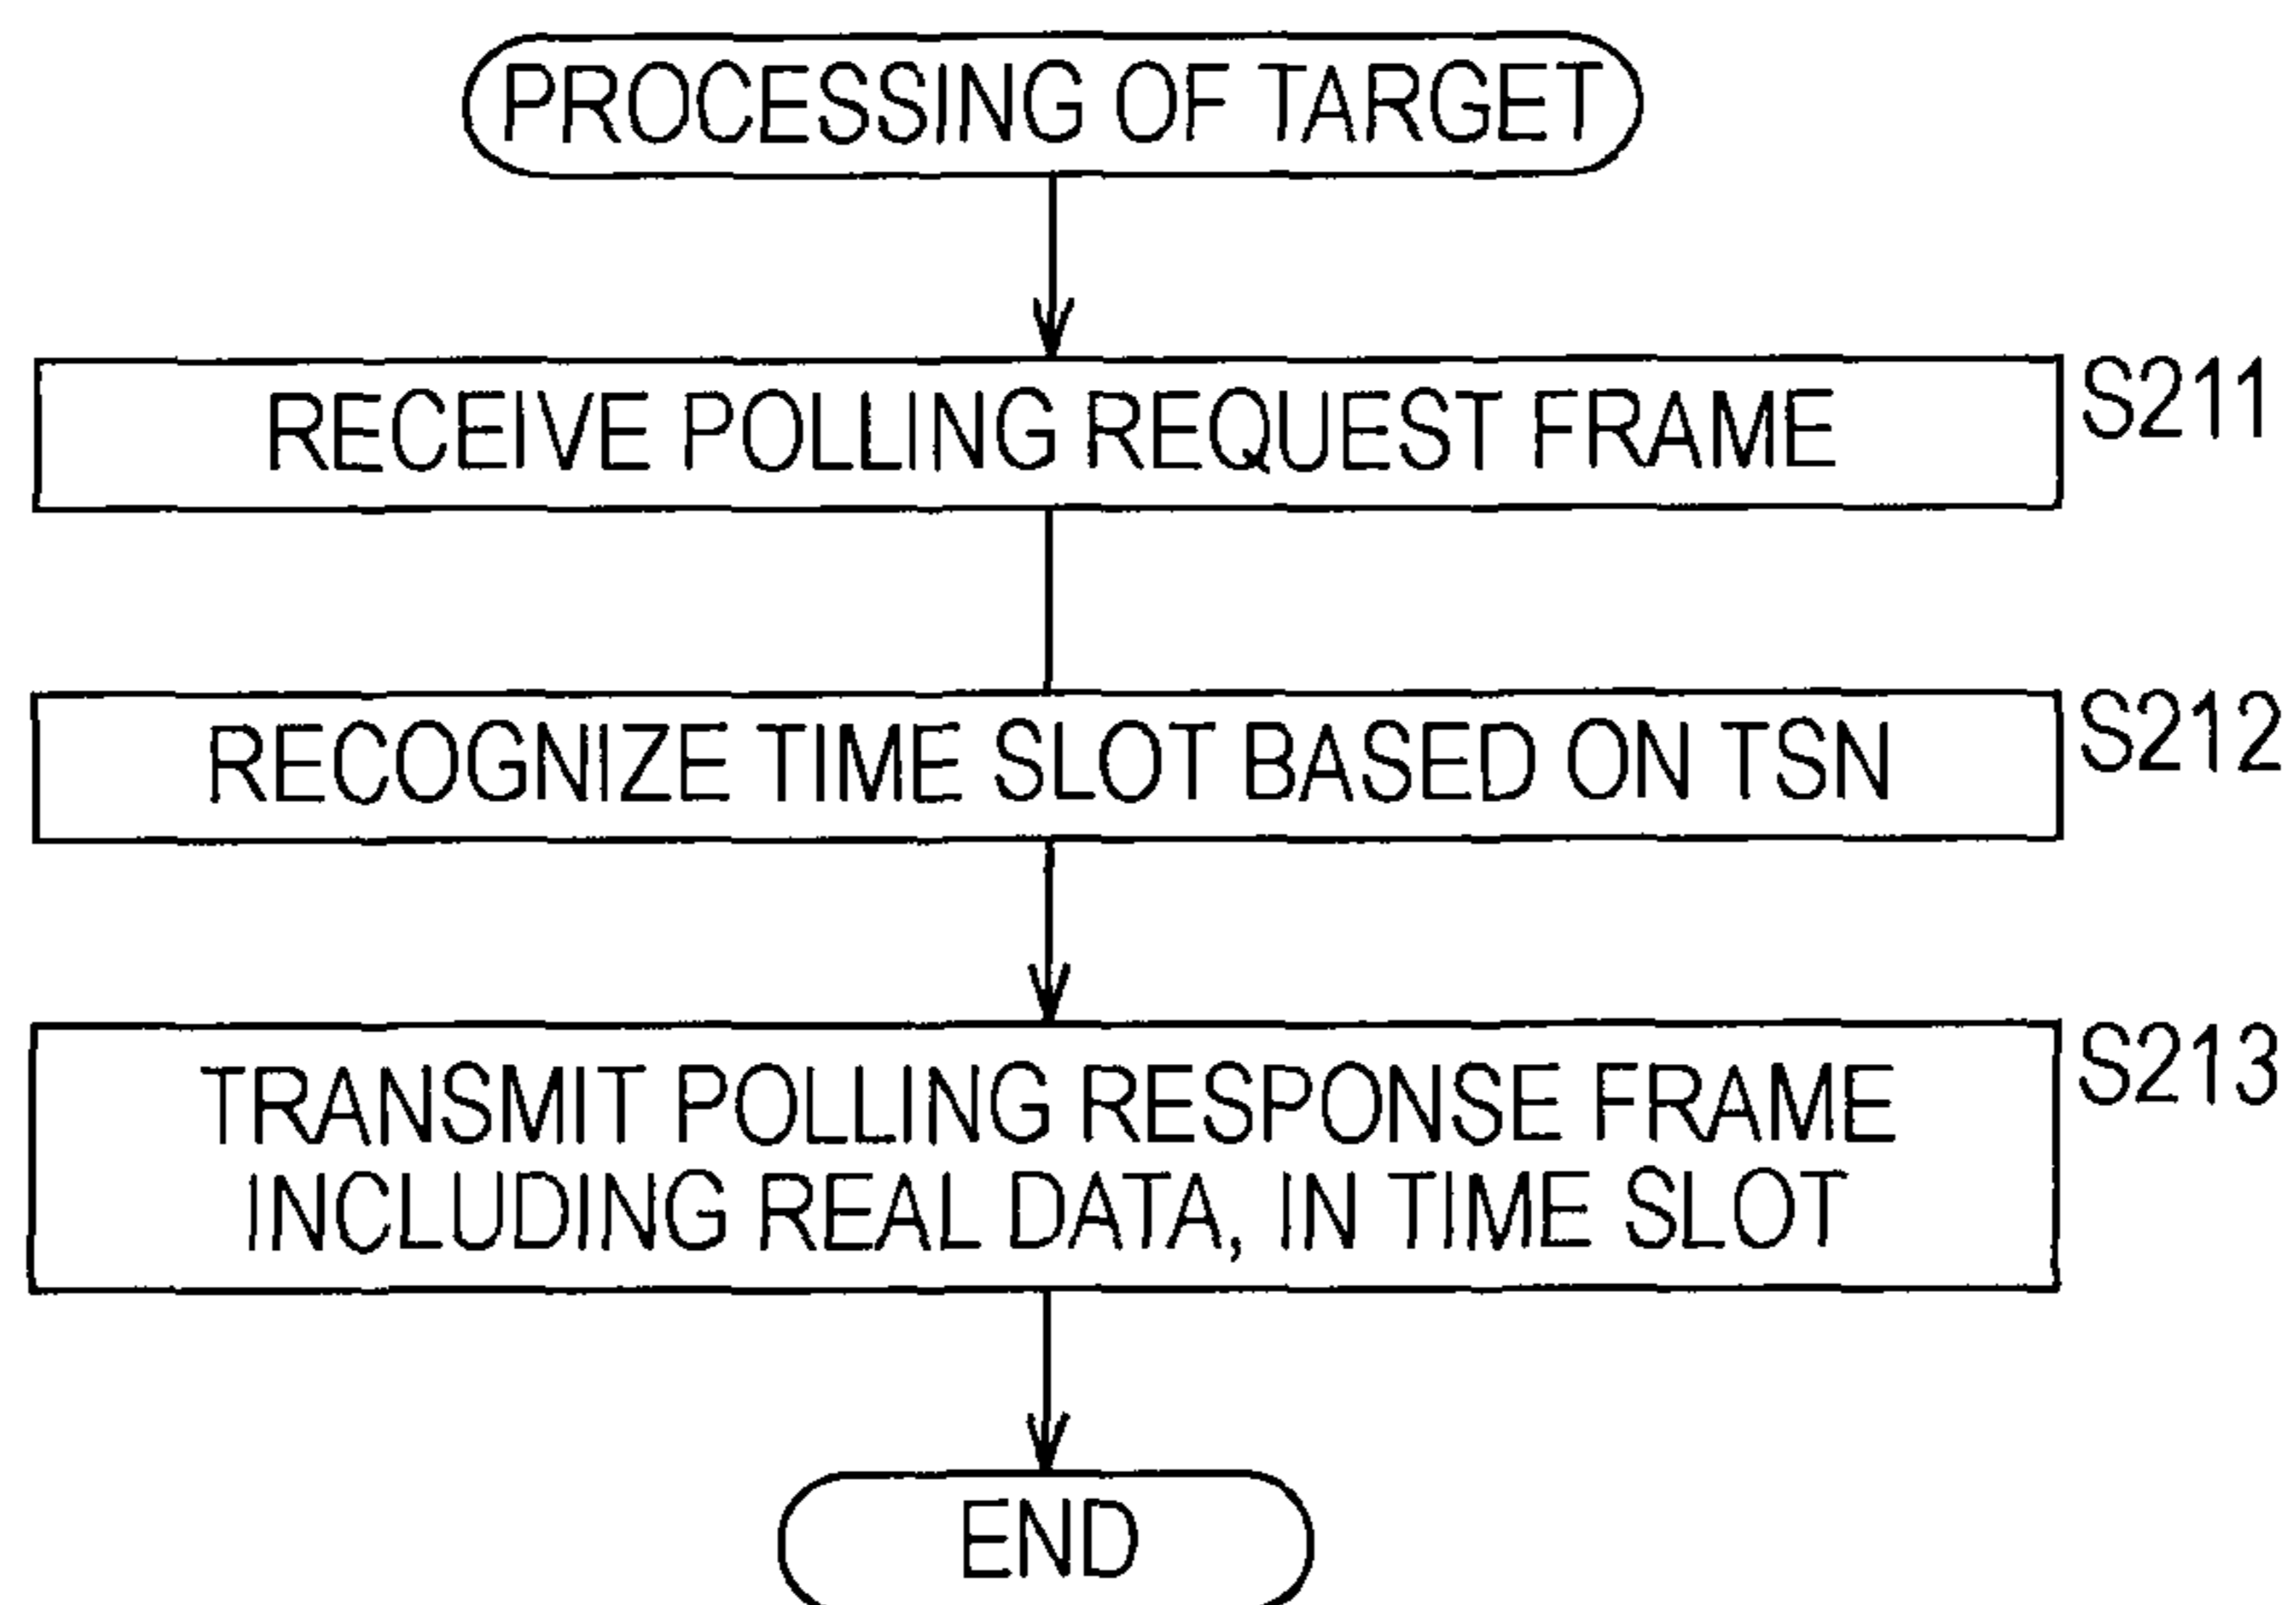 PROCESSING OF TARGET
RECEIVE POLLING REQUEST FRAME
S211
RECOGNIZE TIME SLOT BASED ON TSN
S212
TRANSMIT POLLING RESPONSE FRAME
INCLUDING REAL DATA, IN TIME SLOT
S213
END